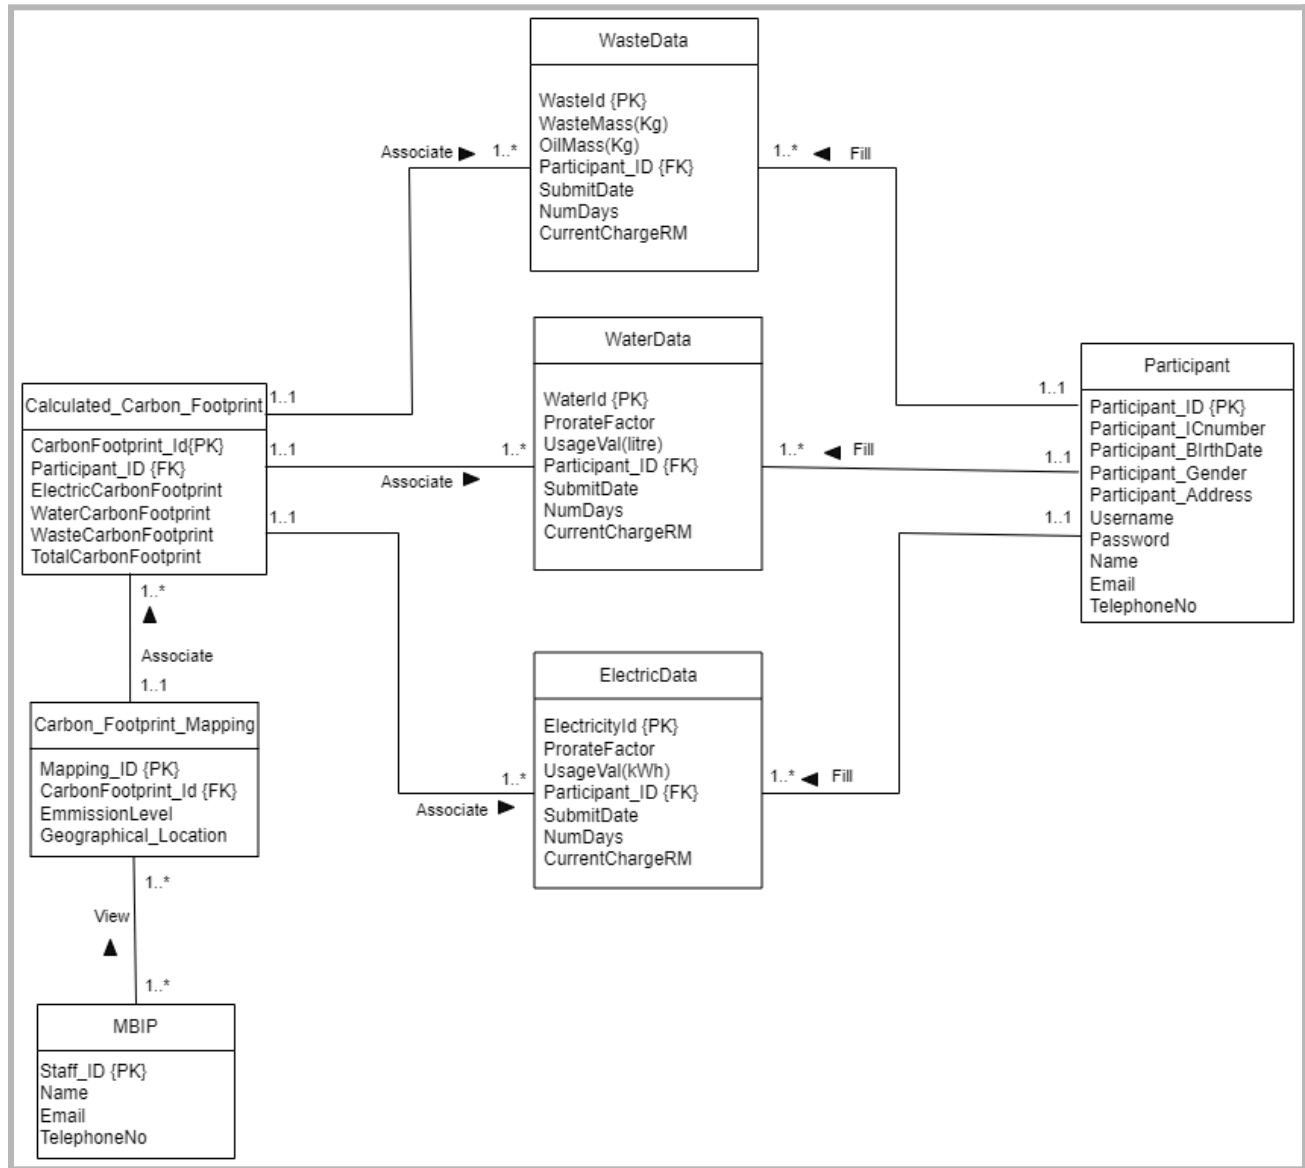 WasteData
WasteId {PK}
WasteMass(Kg)
OilMass(Kg)
Participant_ID {FK}
SubmitDate
NumDays
CurrentChargeRM
Associate
1..*
1..*
Fill
WaterData
WaterId {PK}
ProrateFactor
UsageVal(litre)
Participant_ID {FK}
SubmitDate
NumDays
CurrentChargeRM
Participant
Participant_ID {PK}
Participant_ICnumber
Participant_BIrthDate
Participant_Gender
Participant_Address
Username
Password
Name
Email
TelephoneNo
1..1
1..1
1..1
1..*
Fill
Calculated_Carbon_Footprint
CarbonFootprint_Id{PK}
Participant_ID {FK}
ElectricCarbonFootprint
WaterCarbonFootprint
WasteCarbonFootprint
TotalCarbonFootprint
1..1
1..1
1..1
1..*
Associate
1..*
Associate
1..1
ElectricData
ElectricityId {PK}
ProrateFactor
UsageVal(kWh)
Participant_ID {FK}
SubmitDate
NumDays
CurrentChargeRM
1..*
Associate
1..*
Fill
Carbon_Footprint_Mapping
Mapping_ID {PK}
CarbonFootprint_Id {FK}
EmmissionLevel
Geographical_Location
1..*
View
1..*
MBIP
Staff_ID {PK}
Name
Email
TelephoneNo